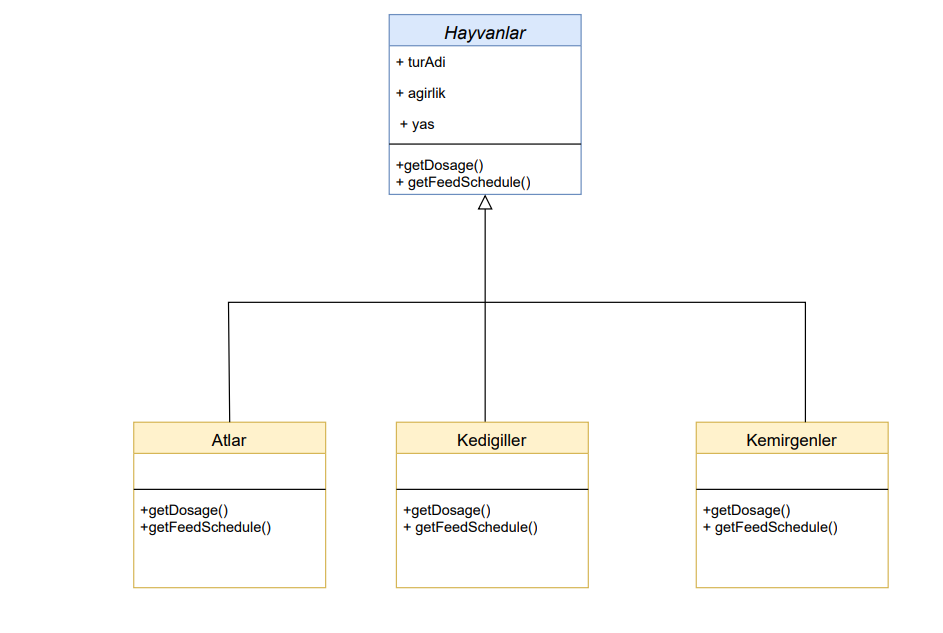 Hayvanlar
+ turAdi
+ agirlik
+ yas
+getDosage()
+ getFeedSchedule()
Atlar
+getDosage()
+getFeedSchedule()
Kedigiller
+getDosage()
+ getFeedSchedule()
Kemirgenler
+getDosage()
+ getFeedSchedule()